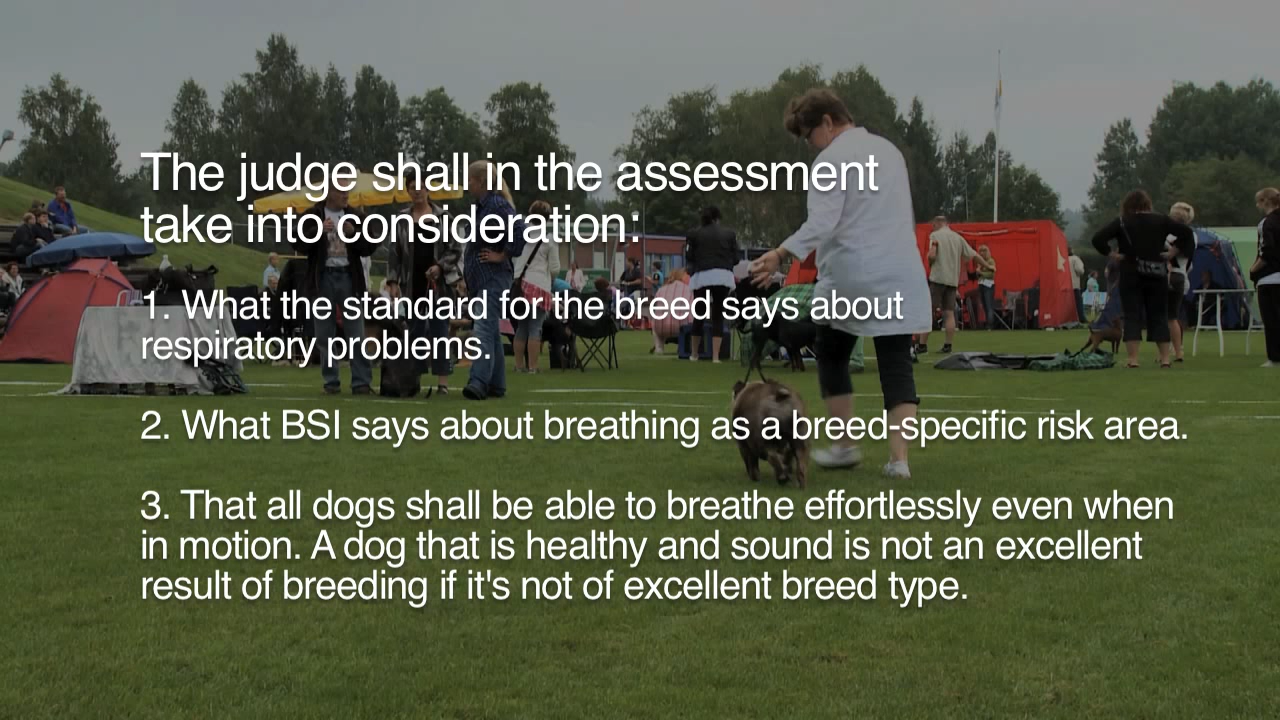 The judge shall in the assessment
take into consideration:
1. What the standard for the breed says about
respiratory problems.
2. What BSI says about breathing as a breed-specific risk area.
3. That all dogs shall be able to breathe effortlessly even when
in motion. A dog that is healthy and sound is not an excellent
result of breeding if it's not of excellent breed type.